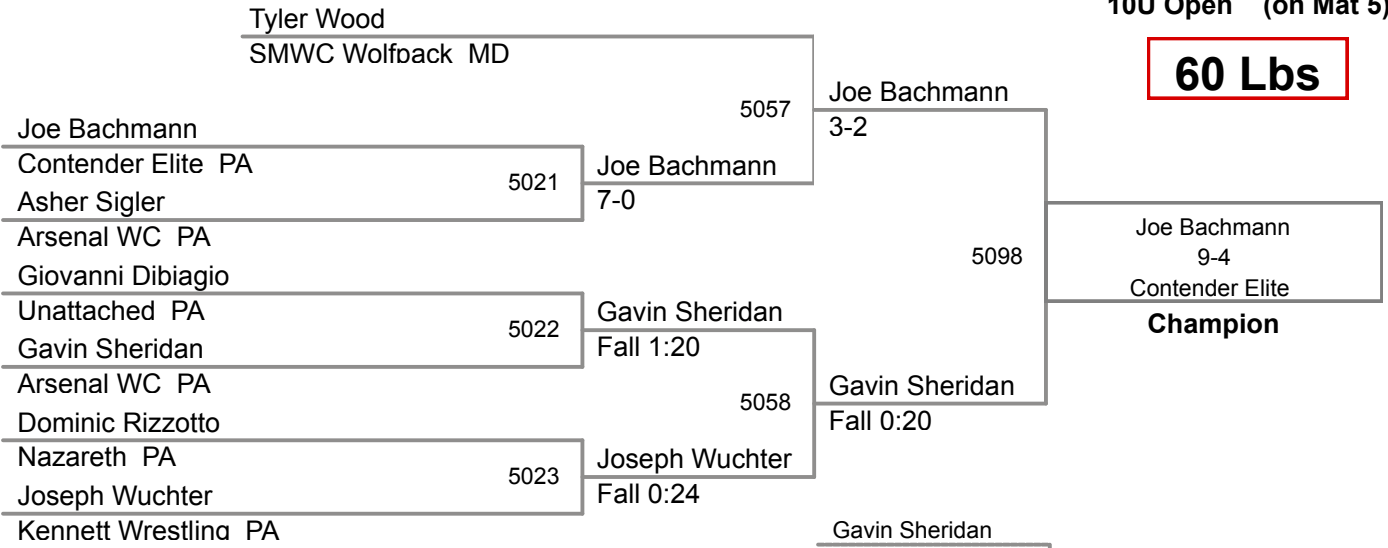 10U Open (on Mat 5)
60 Lbs
Tyler Wood
SMWC Wolfpack MD
5057
Joe Bachmann
3-2
Joe Bachmann
Contender Elite PA
5021
Joe Bachmann
7-0
Asher Sigler
Arsenal WC PA
5098
Joe Bachmann
9-4
Contender Elite
Champion
Giovanni Dibiagio
Unattached PA
5022
Gavin Sheridan
Fall 1:20
Gavin Sheridan
Arsenal WC PA
5058
Gavin Sheridan
Fall 0:20
Dominic Rizzotto
Nazareth PA
5023
Joseph Wuchter
Fall 0:24
Joseph Wuchter
Kennett Wrestling PA
Gavin Sheridan